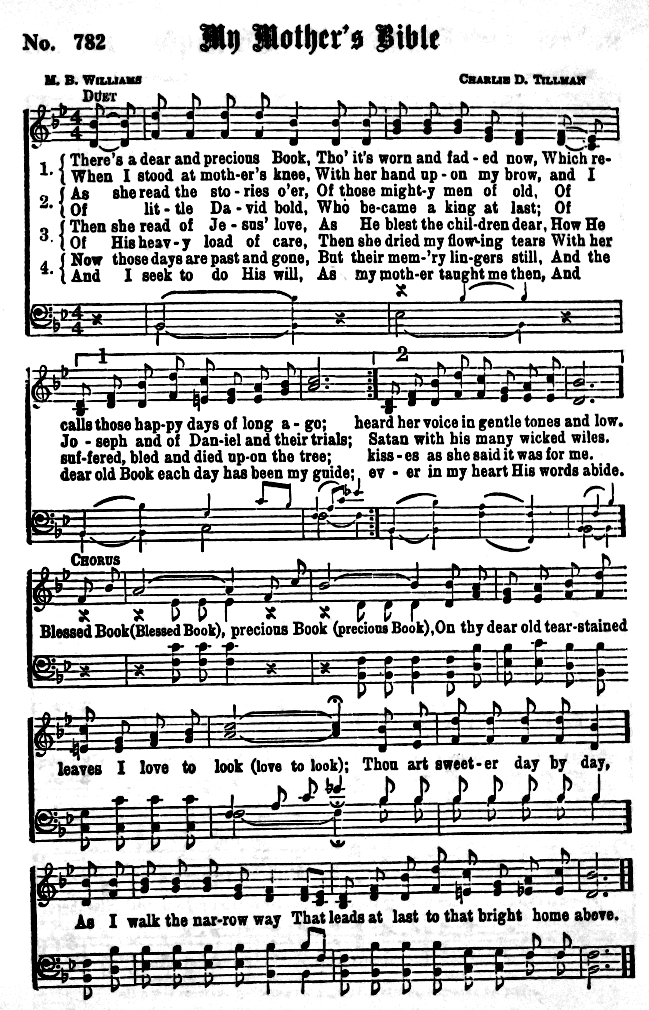 No. 782
My Mother's Bible
M. B. WILLIAMS
CHARLIE D. TILLMAN
DUET
1. There's a dear and precious Book, Tho' it's worn and fad - ed now, Which re-
When I stood at moth-er's knee, With her hand up - on my brow, and I
2. As she read the sto - ries o'er, Of those might-y men of old, Of
Of lit - tle Da - vid bold, Who be-came a king at last; Of
3. Then she read of Je - sus' love, As He blest the chil-dren dear, How He
Of His heav-y load of care, Then she dried my flow-ing tears With her
4. Now those days are past and gone, But their mem-'ry lin-gers still, And the
And I seek to do His will, As my moth-er taught me then, And
1 2
calls those hap-py days of long a - go; heard her voice in gentle tones and low.
Jo - seph and of Dan-iel and their trials; Satan with his many wicked wiles.
suf-fered, bled and died up-on the tree; kiss-es as she said it was for me.
dear old Book each day has been my guide; ev - er in my heart His words abide.
CHORUS
Blessed Book (Blessed Book), precious Book (precious Book), On thy dear old tear-stained
leaves I love to look (love to look); Thou art sweet-er day by day,
As I walk the nar-row way That leads at last to that bright home above.